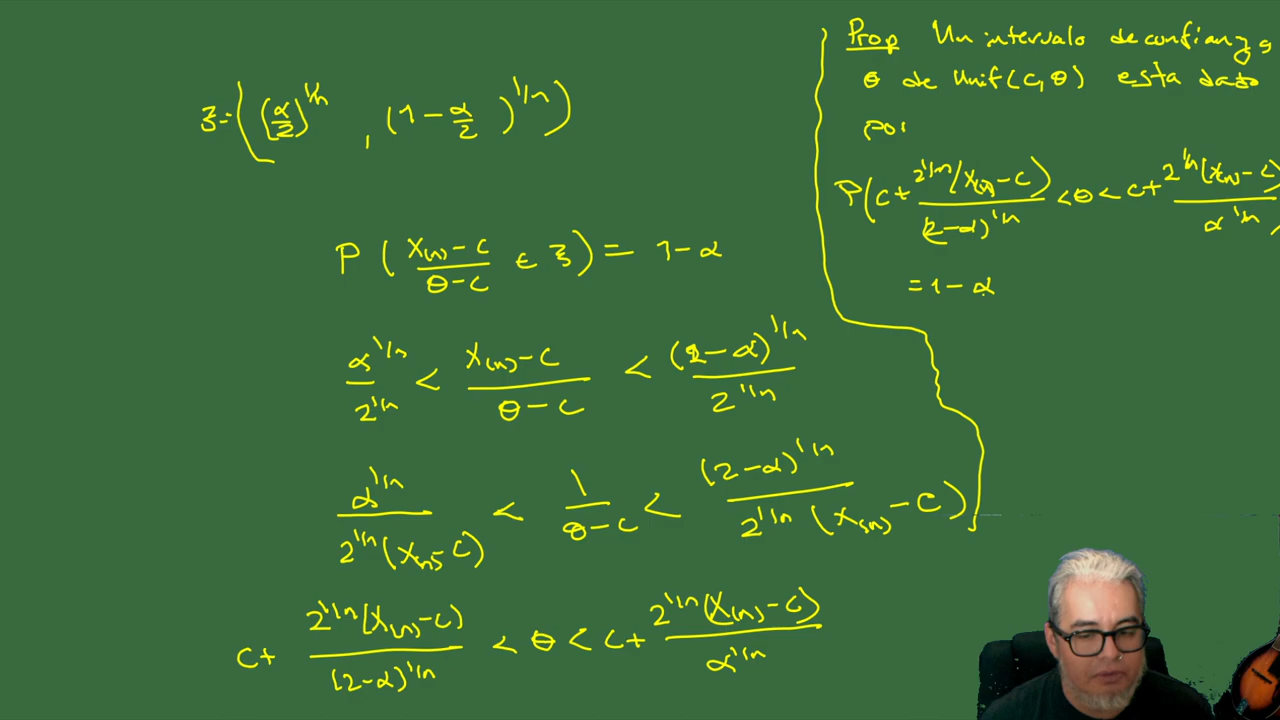 ξ = ( (α/2)^{1/n} , (1 - α/2)^{1/n} )
P ( (X_{(n)} - c)/(θ - c) ∈ ξ ) = 1 - α
α^{1/n}/2^{1/n} < (X_{(n)} - c)/(θ - c) < (2 - α)^{1/n}/2^{1/n}
α^{1/n}/(2^{1/n}(X_{(n)} - c)) < 1/(θ - c) < (2 - α)^{1/n}/(2^{1/n}(X_{(n)} - c))
c + 2^{1/n}(X_{(n)} - c)/(2-α)^{1/n} < θ < c + 2^{1/n}(X_{(n)} - c)/α^{1/n}
Prop Un intervalo de confianza
θ de Unif(c, θ) esta dado
por
P( c + 2^{1/n}(X_{(n)} - c)/(2-α)^{1/n} < θ < c + 2^{1/n}(X_{(n)} - c)/α^{1/n} )
= 1 - α